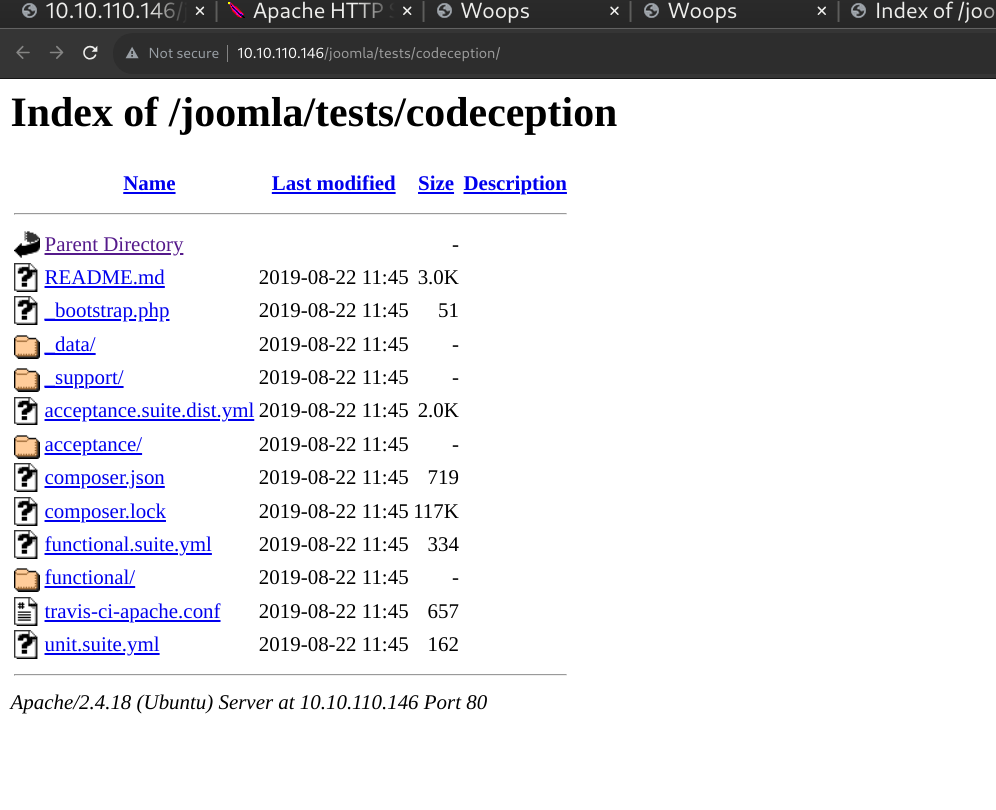 10.10.110.146/ × Apache HTTP × Woops × Woops × Index of /joo
Not secure 10.10.110.146/joomla/tests/codeception/
Index of /joomla/tests/codeception
Name Last modified Size Description
Parent Directory -
README.md 2019-08-22 11:45 3.0K
_bootstrap.php 2019-08-22 11:45 51
_data/ 2019-08-22 11:45 -
_support/ 2019-08-22 11:45 -
acceptance.suite.dist.yml 2019-08-22 11:45 2.0K
acceptance/ 2019-08-22 11:45 -
composer.json 2019-08-22 11:45 719
composer.lock 2019-08-22 11:45 117K
functional.suite.yml 2019-08-22 11:45 334
functional/ 2019-08-22 11:45 -
travis-ci-apache.conf 2019-08-22 11:45 657
unit.suite.yml 2019-08-22 11:45 162
Apache/2.4.18 (Ubuntu) Server at 10.10.110.146 Port 80